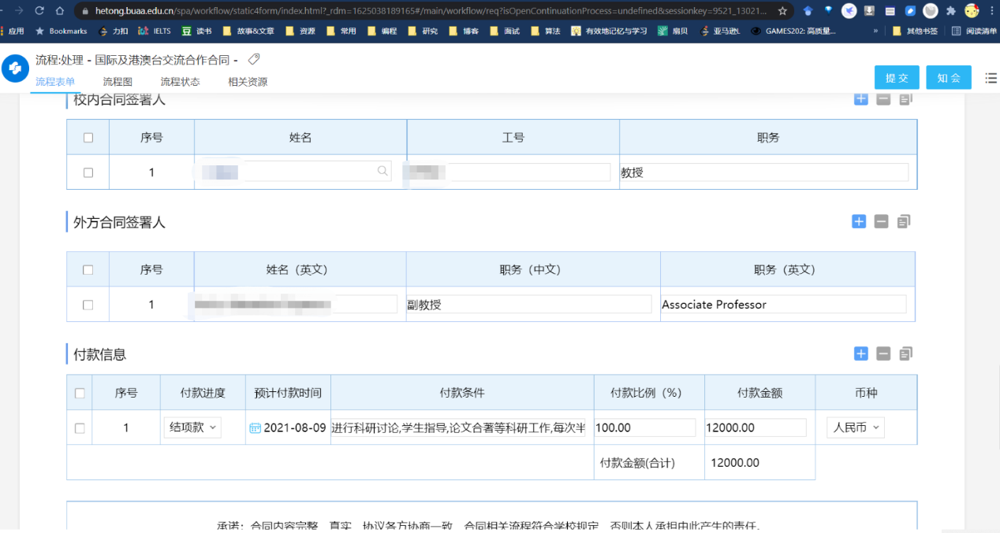 hetong.buaa.edu.cn/spa/workflow/static4form/index.html?_rdm=1625038189165#/main/workflow/req?isOpenContinuationProcess=undefined&sessionkey=9521_13021...
应用 Bookmarks 力扣 IELTS 读书 故事&文章 资源 常用 编程 研究 博客 面试 算法 有效地记忆与学习 扇贝 亚马逊L GAMES202: 高质量... » 其他书签 阅读清单
流程:处理 - 国际及港澳台交流合作合同 -
流程表单 流程图 流程状态 相关资源 提交 知会
校内合同签署人
序号 姓名 工号 职务
1 教授
外方合同签署人
序号 姓名（英文） 职务（中文） 职务（英文）
1 副教授 Associate Professor
付款信息
序号 付款进度 预计付款时间 付款条件 付款比例（%） 付款金额 币种
1 结项款 2021-08-09 进行科研讨论,学生指导,论文合著等科研工作,每次半 100.00 12000.00 人民币
付款金额(合计) 12000.00
承诺：合同内容完整、真实，协议各方协商一致，合同相关流程符合学校规定，否则本人承担由此产生的责任。